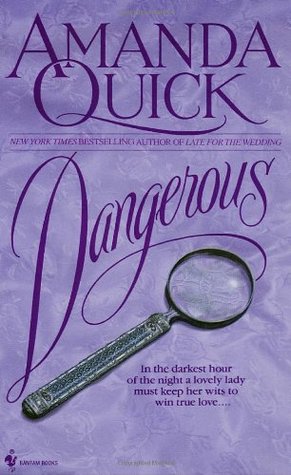 AMANDA
QUICK
NEW YORK TIMES BESTSELLING AUTHOR OF LATE FOR THE WEDDING
Dangerous
In the darkest hour
of the night a lovely lady
must keep her wits to
win true love....
BANTAM BOOKS